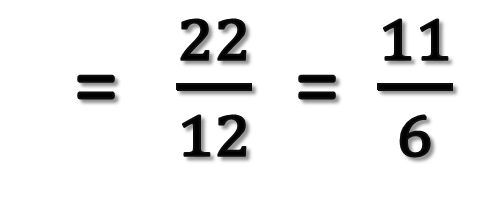 = 22/12 = 11/6